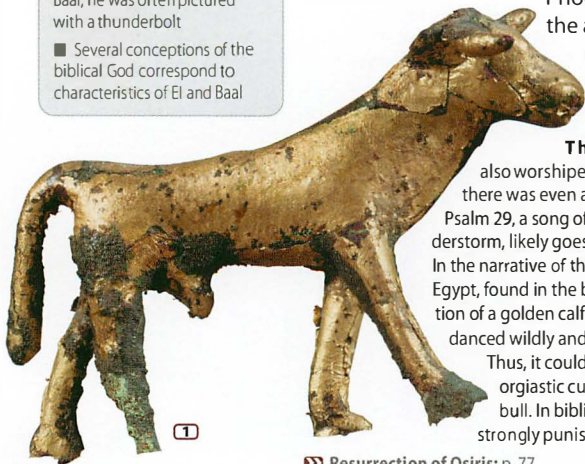 Baal, he was often pictured
with a thunderbolt
■ Several conceptions of the
biblical God correspond to
characteristics of El and Baal
the a
Th
also worshipe
there was even a
Psalm 29, a song of
derstorm, likely goes
In the narrative of th
Egypt, found in the b
tion of a golden calf
danced wildly and
Thus, it could
orgiastic cu
bull. In bibli
strongly punis
1
Resurrection of Osiris: p. 77